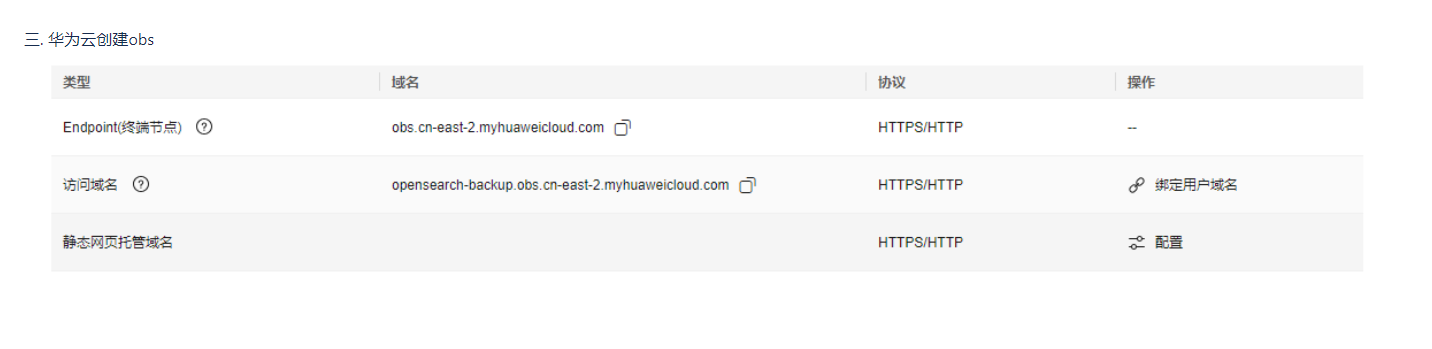 三. 华为云创建obs
类型 域名 协议 操作
Endpoint(终端节点) obs.cn-east-2.myhuaweicloud.com HTTPS/HTTP --
访问域名 opensearch-backup.obs.cn-east-2.myhuaweicloud.com HTTPS/HTTP 绑定用户域名
静态网页托管域名 HTTPS/HTTP 配置